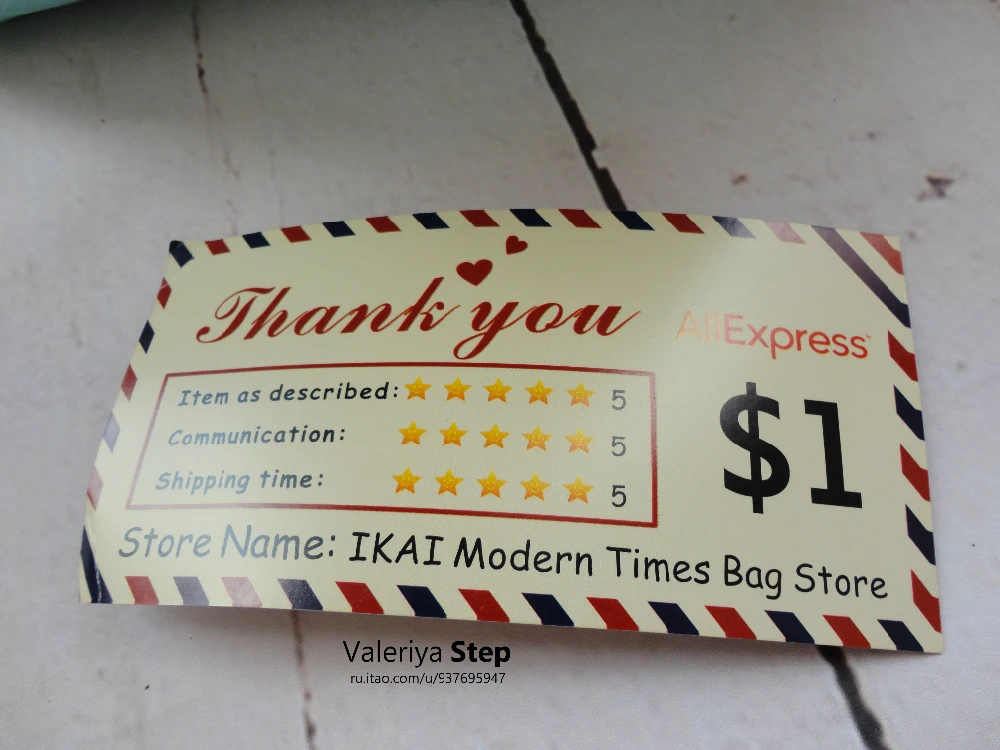 Thank you
AliExpress
Item as described: 5
Communication: 5
Shipping time: 5
$1
Store Name: IKAI Modern Times Bag Store
Valeriya Step
ru.itao.com/u/937695947